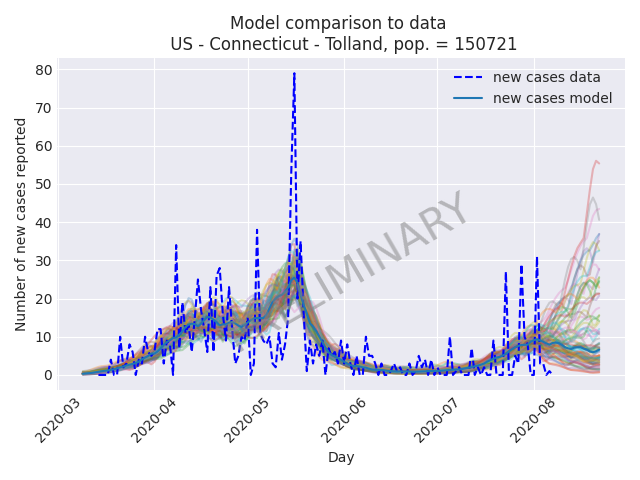 Model comparison to data
US - Connecticut - Tolland, pop. = 150721
new cases data
new cases model
Number of new cases reported
80
70
60
50
40
30
20
10
0
LIMINARY
2020-03
2020-04
2020-05
2020-06
2020-07
2020-08
Day